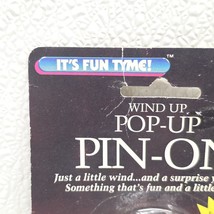 IT'S FUN TYME!™
WIND UP
POP-UP
PIN-ON
Just a little wind...and a surprise y
Something that's fun and a little